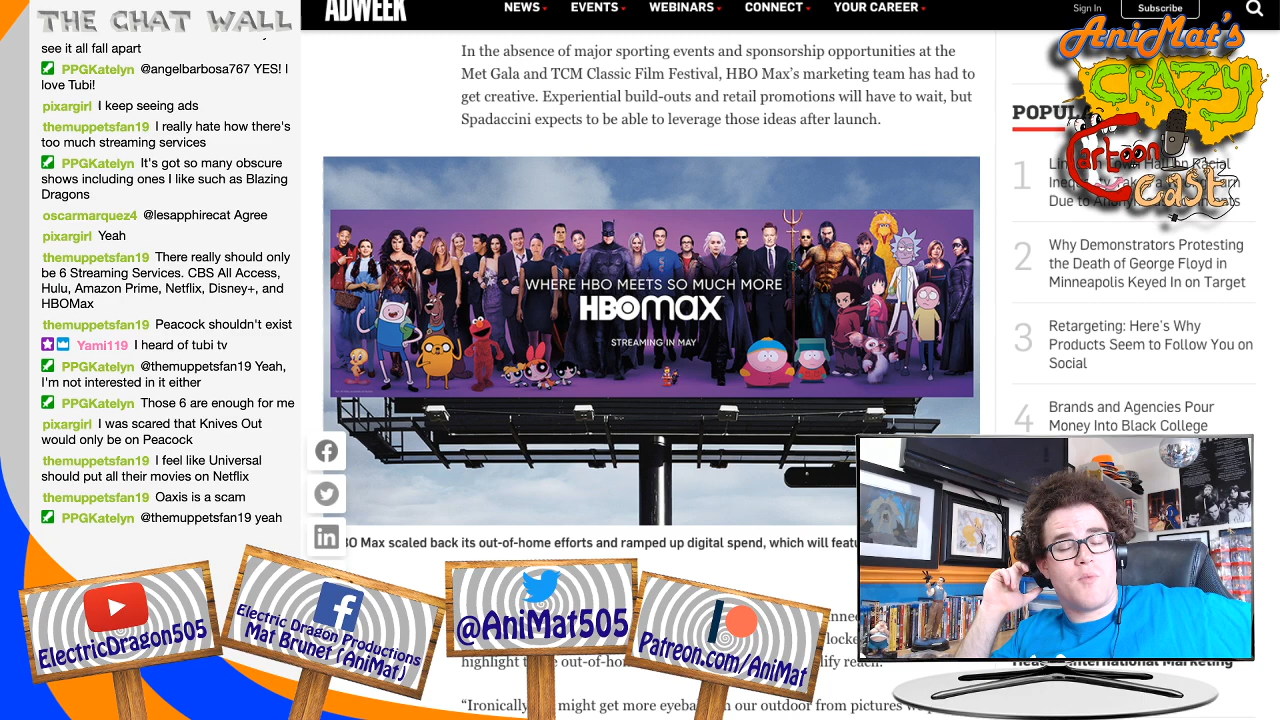 THE CHAT WALL
see it all fall apart
PPGKatelyn @angelbarbosa767 YES! I
love Tubi!
pixargirl I keep seeing ads
themuppetsfan19 I really hate how there's
too much streaming services
PPGKatelyn It's got so many obscure
shows including ones I like such as Blazing
Dragons
oscarmarquez4 @lesapphirecat Agree
pixargirl Yeah
themuppetsfan19 There really should only
be 6 Streaming Services. CBS All Access,
Hulu, Amazon Prime, Netflix, Disney+, and
HBOMax
themuppetsfan19 Peacock shouldn't exist
Yami119 I heard of tubi tv
PPGKatelyn @themuppetsfan19 Yeah,
I'm not interested in it either
PPGKatelyn Those 6 are enough for me
pixargirl I was scared that Knives Out
would only be on Peacock
themuppetsfan19 I feel like Universal
should put all their movies on Netflix
themuppetsfan19 Oaxis is a scam
PPGKatelyn @themuppetsfan19 yeah
ADWEEK
NEWS EVENTS WEBINARS CONNECT YOUR CAREER
Sign In Subscribe
In the absence of major sporting events and sponsorship opportunities at the
Met Gala and TCM Classic Film Festival, HBO Max's marketing team has had to
get creative. Experiential build-outs and retail promotions will have to wait, but
Spadaccini expects to be able to leverage those ideas after launch.
WHERE HBO MEETS SO MUCH MORE
HBOMAX
STREAMING IN MAY
Max scaled back its out-of-home efforts and ramped up digital spend, which will
highlight out-of-
reach.
"Ironically might get more our outdoor from pictures
AniMat's
CRAZY
Cartoon
Cast
1
Racial
Due to
2 Why Demonstrators Protesting
the Death of George Floyd in
Minneapolis Keyed In on Target
3 Retargeting: Here's Why
Products Seem to Follow You on
Social
4 Brands and Agencies Pour
Money Into Black College
International Marketing
ElectricDragon505
Electric Dragon Productions
Mat Brunet (AniMat)
@AniMat505
Patreon.com/AniMat